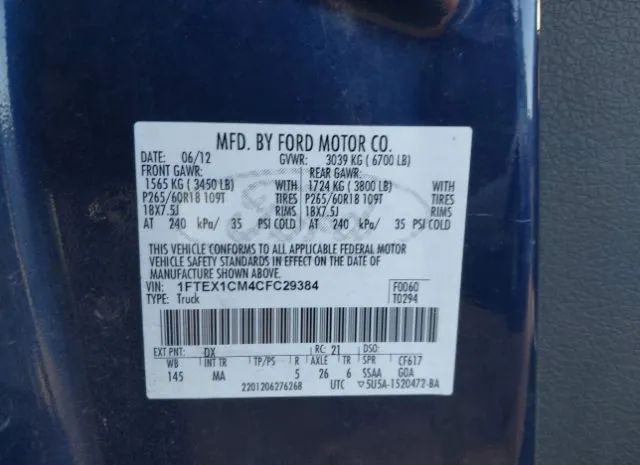 MFD. BY FORD MOTOR CO.
DATE: 06/12 GVWR: 3039 KG ( 6700 LB)
FRONT GAWR: REAR GAWR:
1565 KG ( 3450 LB) WITH 1724 KG ( 3800 LB) WITH
P265/60R18 109T TIRES P265/60R18 109T TIRES
18X7.5J RIMS 18X7.5J RIMS
AT 240 kPa/ 35 PSI COLD AT 240 kPa/ 35 PSI COLD
THIS VEHICLE CONFORMS TO ALL APPLICABLE FEDERAL MOTOR
VEHICLE SAFETY STANDARDS IN EFFECT ON THE DATE OF
MANUFACTURE SHOWN ABOVE.
VIN: 1FTEX1CM4CFC29384 F0060
TYPE: Truck T0294
EXT PNT: DX RC: 21 DSO:
WB INT TR TP/PS R AXLE TR SPR CF617
145 MA 5 26 6 SSAA G0A
2201206276268 UTC ▽5U5A-1520472-BA